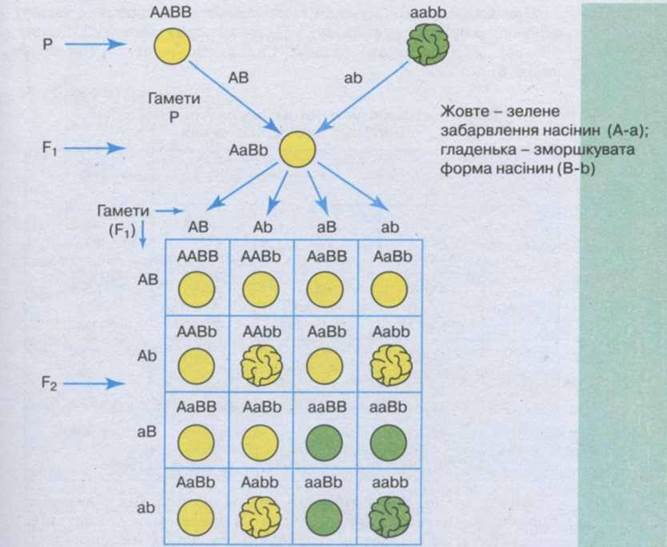 AABB
aabb
P
AB
ab
Гамети
P
Жовте – зелене
забарвлення насінин (А-а);
гладенька – зморшкувата
форма насінин (В-b)
F₁
AaBb
Гамети
(F₁)
AB Ab aB ab
AABB AABb AaBB AaBb
AB
AABb AAbb AaBb Aabb
Ab
F₂
AaBB AaBb aaBB aaBb
aB
AaBb Aabb aaBb aabb
ab